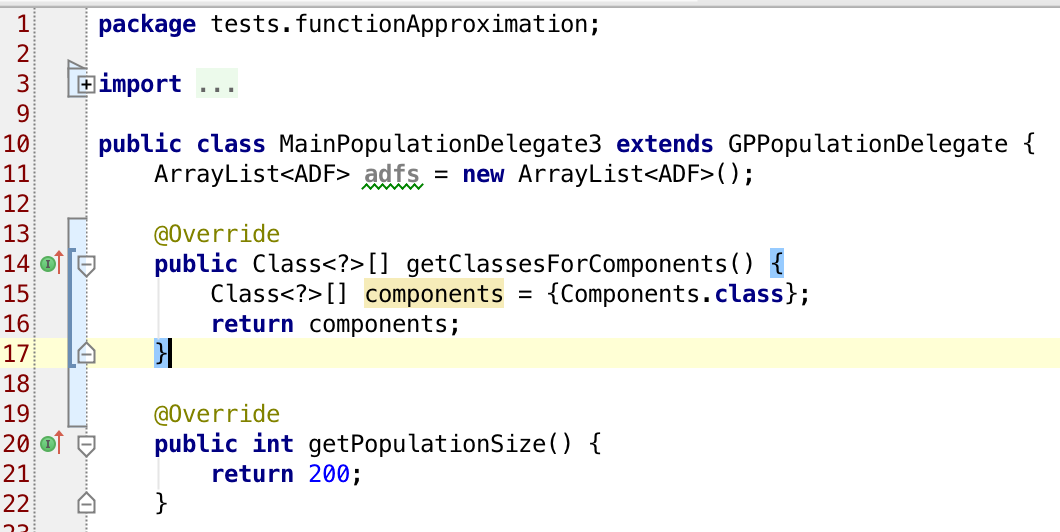 1 package tests.functionApproximation;
2
3 import ...
9
10 public class MainPopulationDelegate3 extends GPPopulationDelegate {
11 ArrayList<ADF> adfs = new ArrayList<ADF>();
12
13 @Override
14 public Class<?>[] getClassesForComponents() {
15 Class<?>[] components = {Components.class};
16 return components;
17 }
18
19 @Override
20 public int getPopulationSize() {
21 return 200;
22 }
23